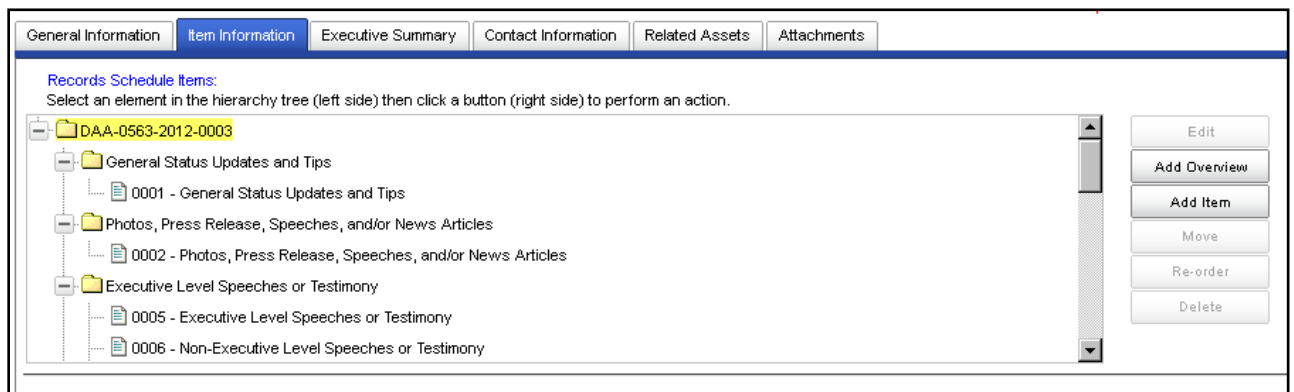 General Information Item Information Executive Summary Contact Information Related Assets Attachments
Records Schedule Items:
Select an element in the hierarchy tree (left side) then click a button (right side) to perform an action.
DAA-0563-2012-0003
General Status Updates and Tips
0001 - General Status Updates and Tips
Photos, Press Release, Speeches, and/or News Articles
0002 - Photos, Press Release, Speeches, and/or News Articles
Executive Level Speeches or Testimony
0005 - Executive Level Speeches or Testimony
0006 - Non-Executive Level Speeches or Testimony
Edit
Add Overview
Add Item
Move
Re-order
Delete